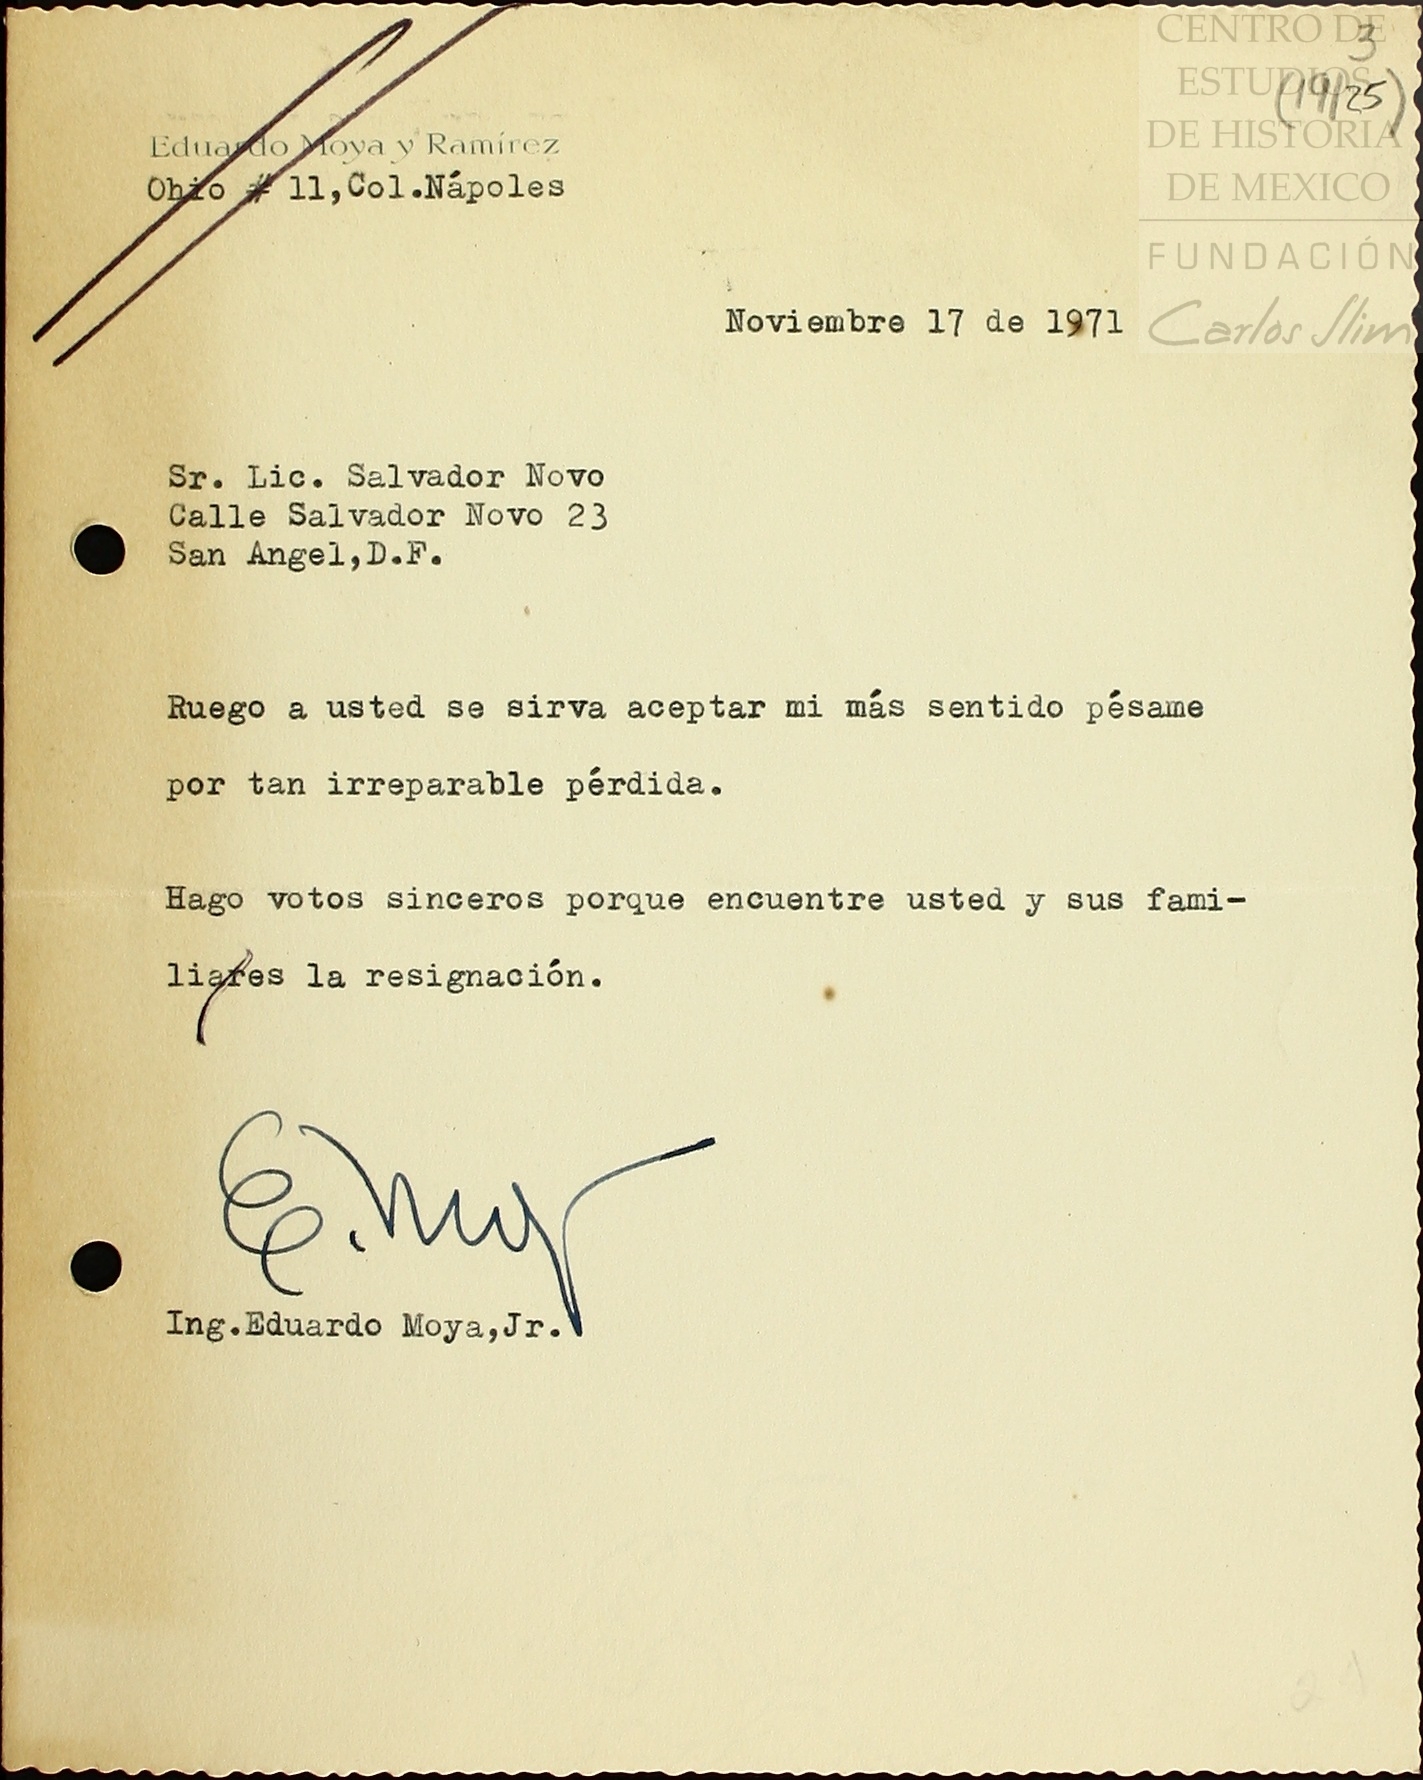 CENTRO DE
ESTUDIOS
DE HISTORIA
DE MEXICO
FUNDACIÓN
Carlos Slim
3
(19/25)
Eduardo Moya y Ramírez
Ohio # 11,Col.Nápoles
Noviembre 17 de 1971
Sr. Lic. Salvador Novo
Calle Salvador Novo 23
San Angel,D.F.
Ruego a usted se sirva aceptar mi más sentido pésame
por tan irreparable pérdida.
Hago votos sinceros porque encuentre usted y sus fami-
liares la resignación.
E. Moya
Ing.Eduardo Moya,Jr.